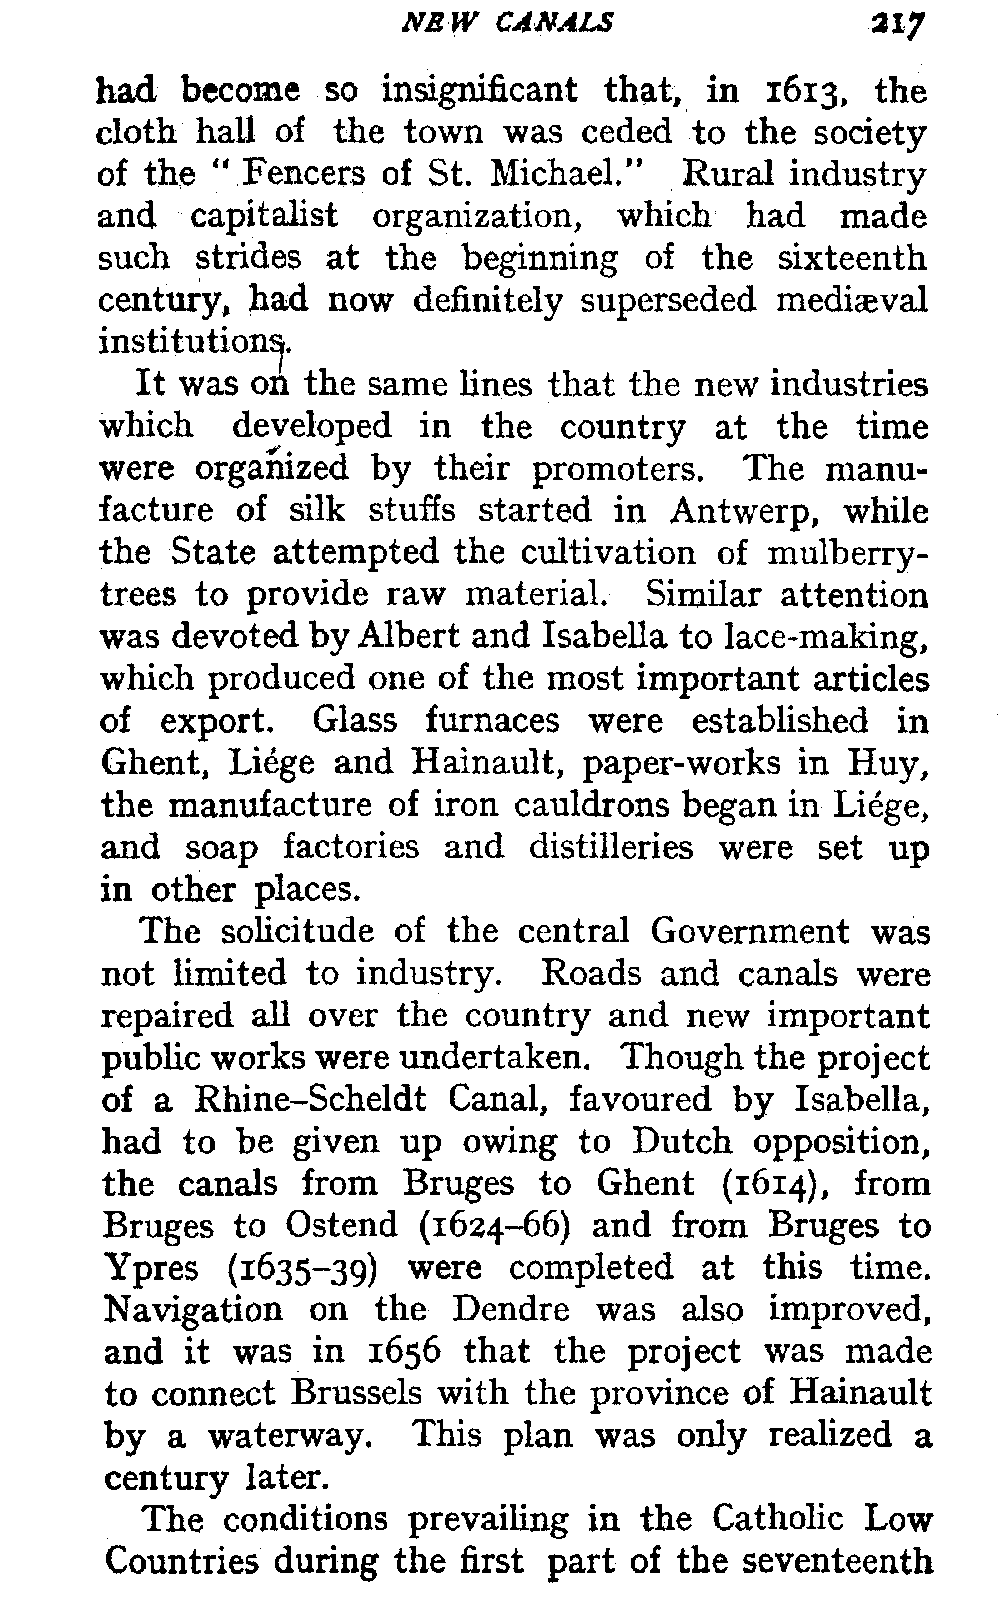 NEW CANALS 217
had become so insignificant that, in 1613, the
cloth hall of the town was ceded to the society
of the “ Fencers of St. Michael.” Rural industry
and capitalist organization, which had made
such strides at the beginning of the sixteenth
century, had now definitely superseded mediæval
institutions.
It was on the same lines that the new industries
which developed in the country at the time
were organized by their promoters. The manu-
facture of silk stuffs started in Antwerp, while
the State attempted the cultivation of mulberry-
trees to provide raw material. Similar attention
was devoted by Albert and Isabella to lace-making,
which produced one of the most important articles
of export. Glass furnaces were established in
Ghent, Liége and Hainault, paper-works in Huy,
the manufacture of iron cauldrons began in Liége,
and soap factories and distilleries were set up
in other places.
The solicitude of the central Government was
not limited to industry. Roads and canals were
repaired all over the country and new important
public works were undertaken. Though the project
of a Rhine–Scheldt Canal, favoured by Isabella,
had to be given up owing to Dutch opposition,
the canals from Bruges to Ghent (1614), from
Bruges to Ostend (1624–66) and from Bruges to
Ypres (1635–39) were completed at this time.
Navigation on the Dendre was also improved,
and it was in 1656 that the project was made
to connect Brussels with the province of Hainault
by a waterway. This plan was only realized a
century later.
The conditions prevailing in the Catholic Low
Countries during the first part of the seventeenth